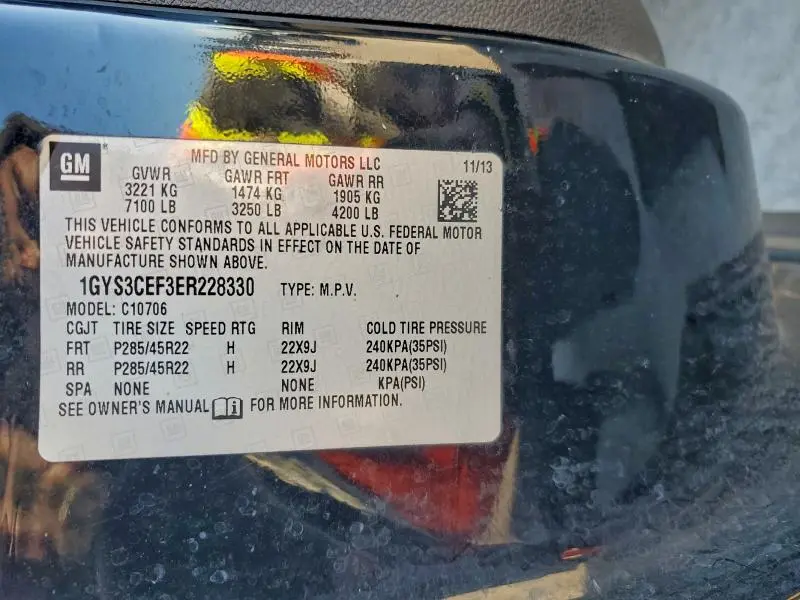 GM
MFD BY GENERAL MOTORS LLC
11/13
GVWR GAWR FRT GAWR RR
3221 KG 1474 KG 1905 KG
7100 LB 3250 LB 4200 LB
THIS VEHICLE CONFORMS TO ALL APPLICABLE U.S. FEDERAL MOTOR
VEHICLE SAFETY STANDARDS IN EFFECT ON THE DATE OF
MANUFACTURE SHOWN ABOVE.
1GYS3CEF3ER228330 TYPE: M.P.V.
MODEL: C10706
CGJT TIRE SIZE SPEED RTG RIM COLD TIRE PRESSURE
FRT P285/45R22 H 22X9J 240KPA(35PSI)
RR P285/45R22 H 22X9J 240KPA(35PSI)
SPA NONE NONE KPA(PSI)
SEE OWNER'S MANUAL FOR MORE INFORMATION.